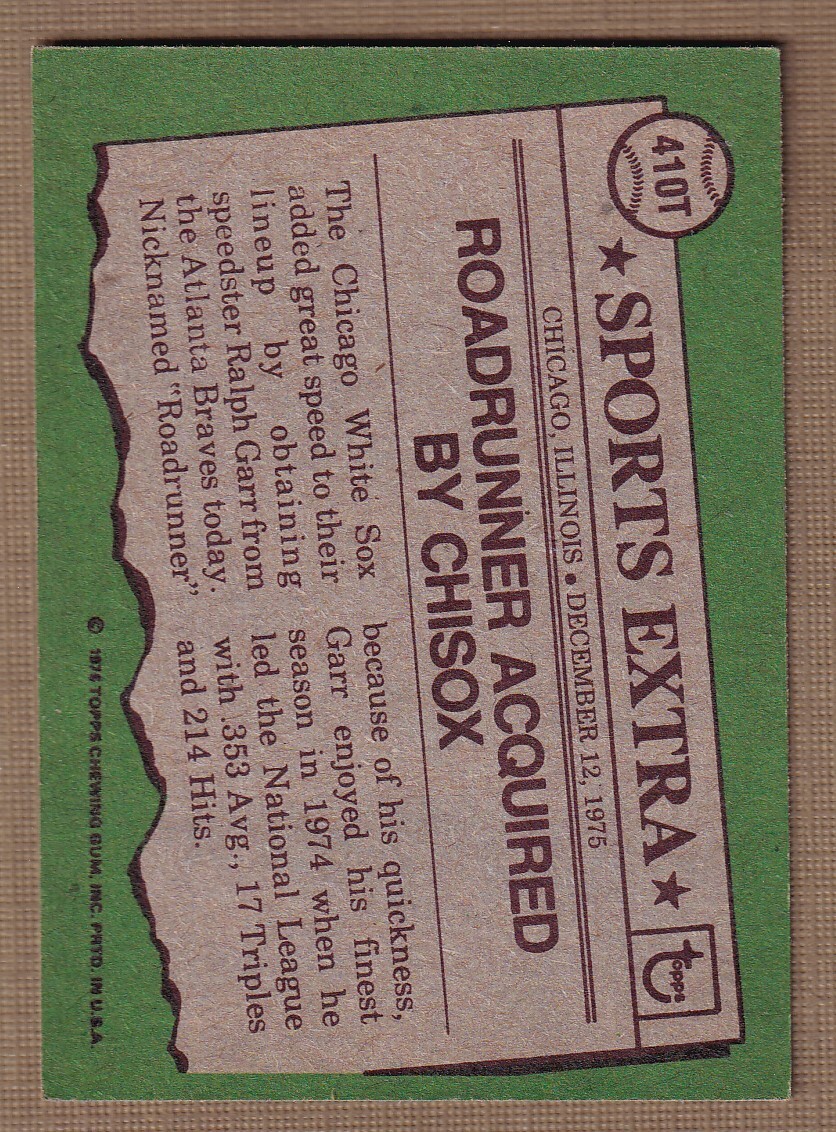 410T
★ SPORTS EXTRA ★
topps
CHICAGO, ILLINOIS • DECEMBER 12, 1975
ROADRUNNER ACQUIRED
BY CHISOX
The Chicago White Sox
added great speed to their
lineup by obtaining
speedster Ralph Garr from
the Atlanta Braves today.
Nicknamed "Roadrunner"
because of his quickness,
Garr enjoyed his finest
season in 1974 when he
led the National League
with .353 Avg., 17 Triples
and 214 Hits.
© 1976 TOPPS CHEWING GUM, INC. PRTD. IN U.S.A.